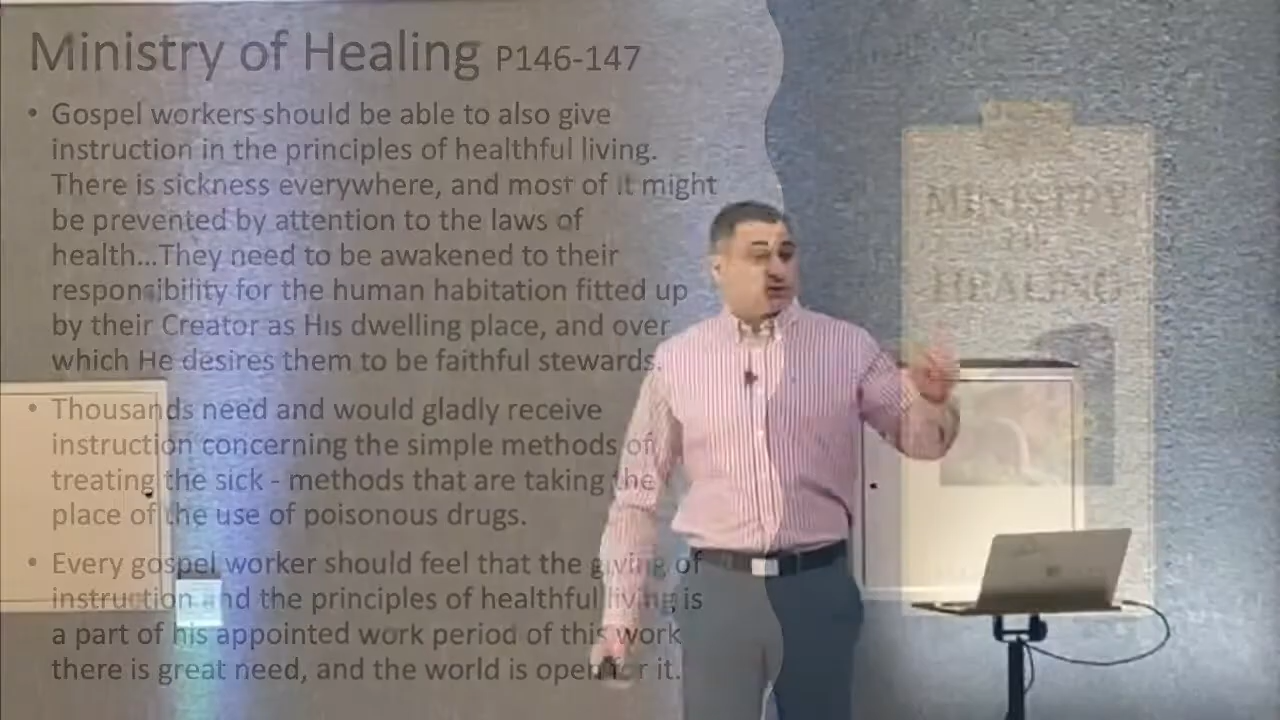 Ministry of Healing P146-147
• Gospel workers should be able to also give
instruction in the principles of healthful living.
There is sickness everywhere, and most of it might
be prevented by attention to the laws of
health...They need to be awakened to their
responsibility for the human habitation fitted up
by their Creator as His dwelling place, and over
which He desires them to be faithful stewards.
• Thousands need and would gladly receive
instruction concerning the simple methods of
treating the sick - methods that are taking the
place of the use of poisonous drugs.
• Every gospel worker should feel that the giving of
instruction and the principles of healthful living, is
a part of his appointed work period of this work
there is great need, and the world is open for it.
MINISTRY
OF
HEALING